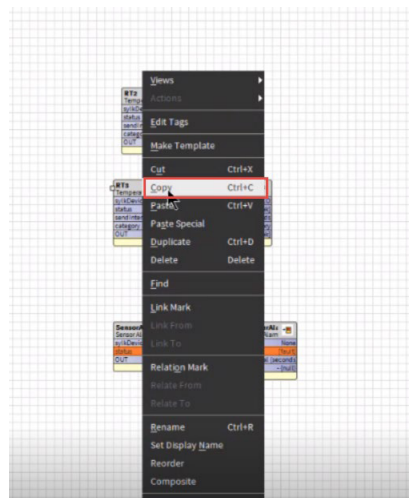 RT2
Views
Actions
Edit Tags
Make Template
Cut Ctrl+X
Copy Ctrl+C
Paste Ctrl+V
Paste Special
Duplicate Ctrl+D
Delete Delete
Find
Link Mark
Link From
Link To
Relation Mark
Relate From
Relate To
Rename Ctrl+R
Set Display Name
Reorder
Composite
status
OUT
status
category
OUT
status
OUT
None